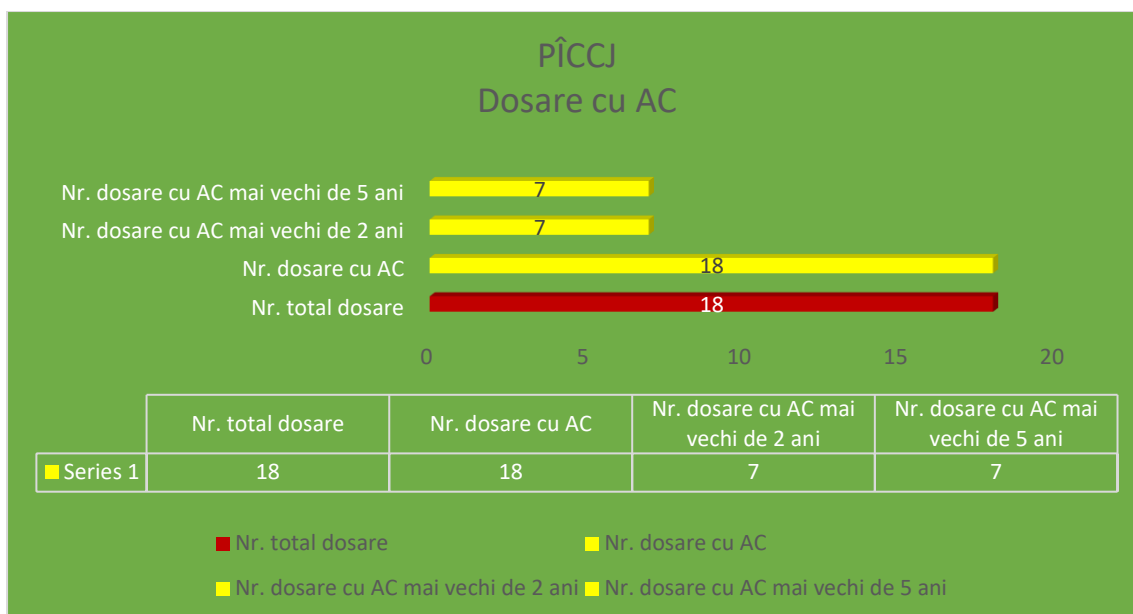 PÎCCJ
Dosare cu AC
Nr. dosare cu AC mai vechi de 5 ani
7
Nr. dosare cu AC mai vechi de 2 ani
7
Nr. dosare cu AC
18
Nr. total dosare
18
0 5 10 15 20
Nr. total dosare
Nr. dosare cu AC
Nr. dosare cu AC mai
vechi de 2 ani
Nr. dosare cu AC mai
vechi de 5 ani
Series 1 18 18 7 7
Nr. total dosare
Nr. dosare cu AC
Nr. dosare cu AC mai vechi de 2 ani
Nr. dosare cu AC mai vechi de 5 ani